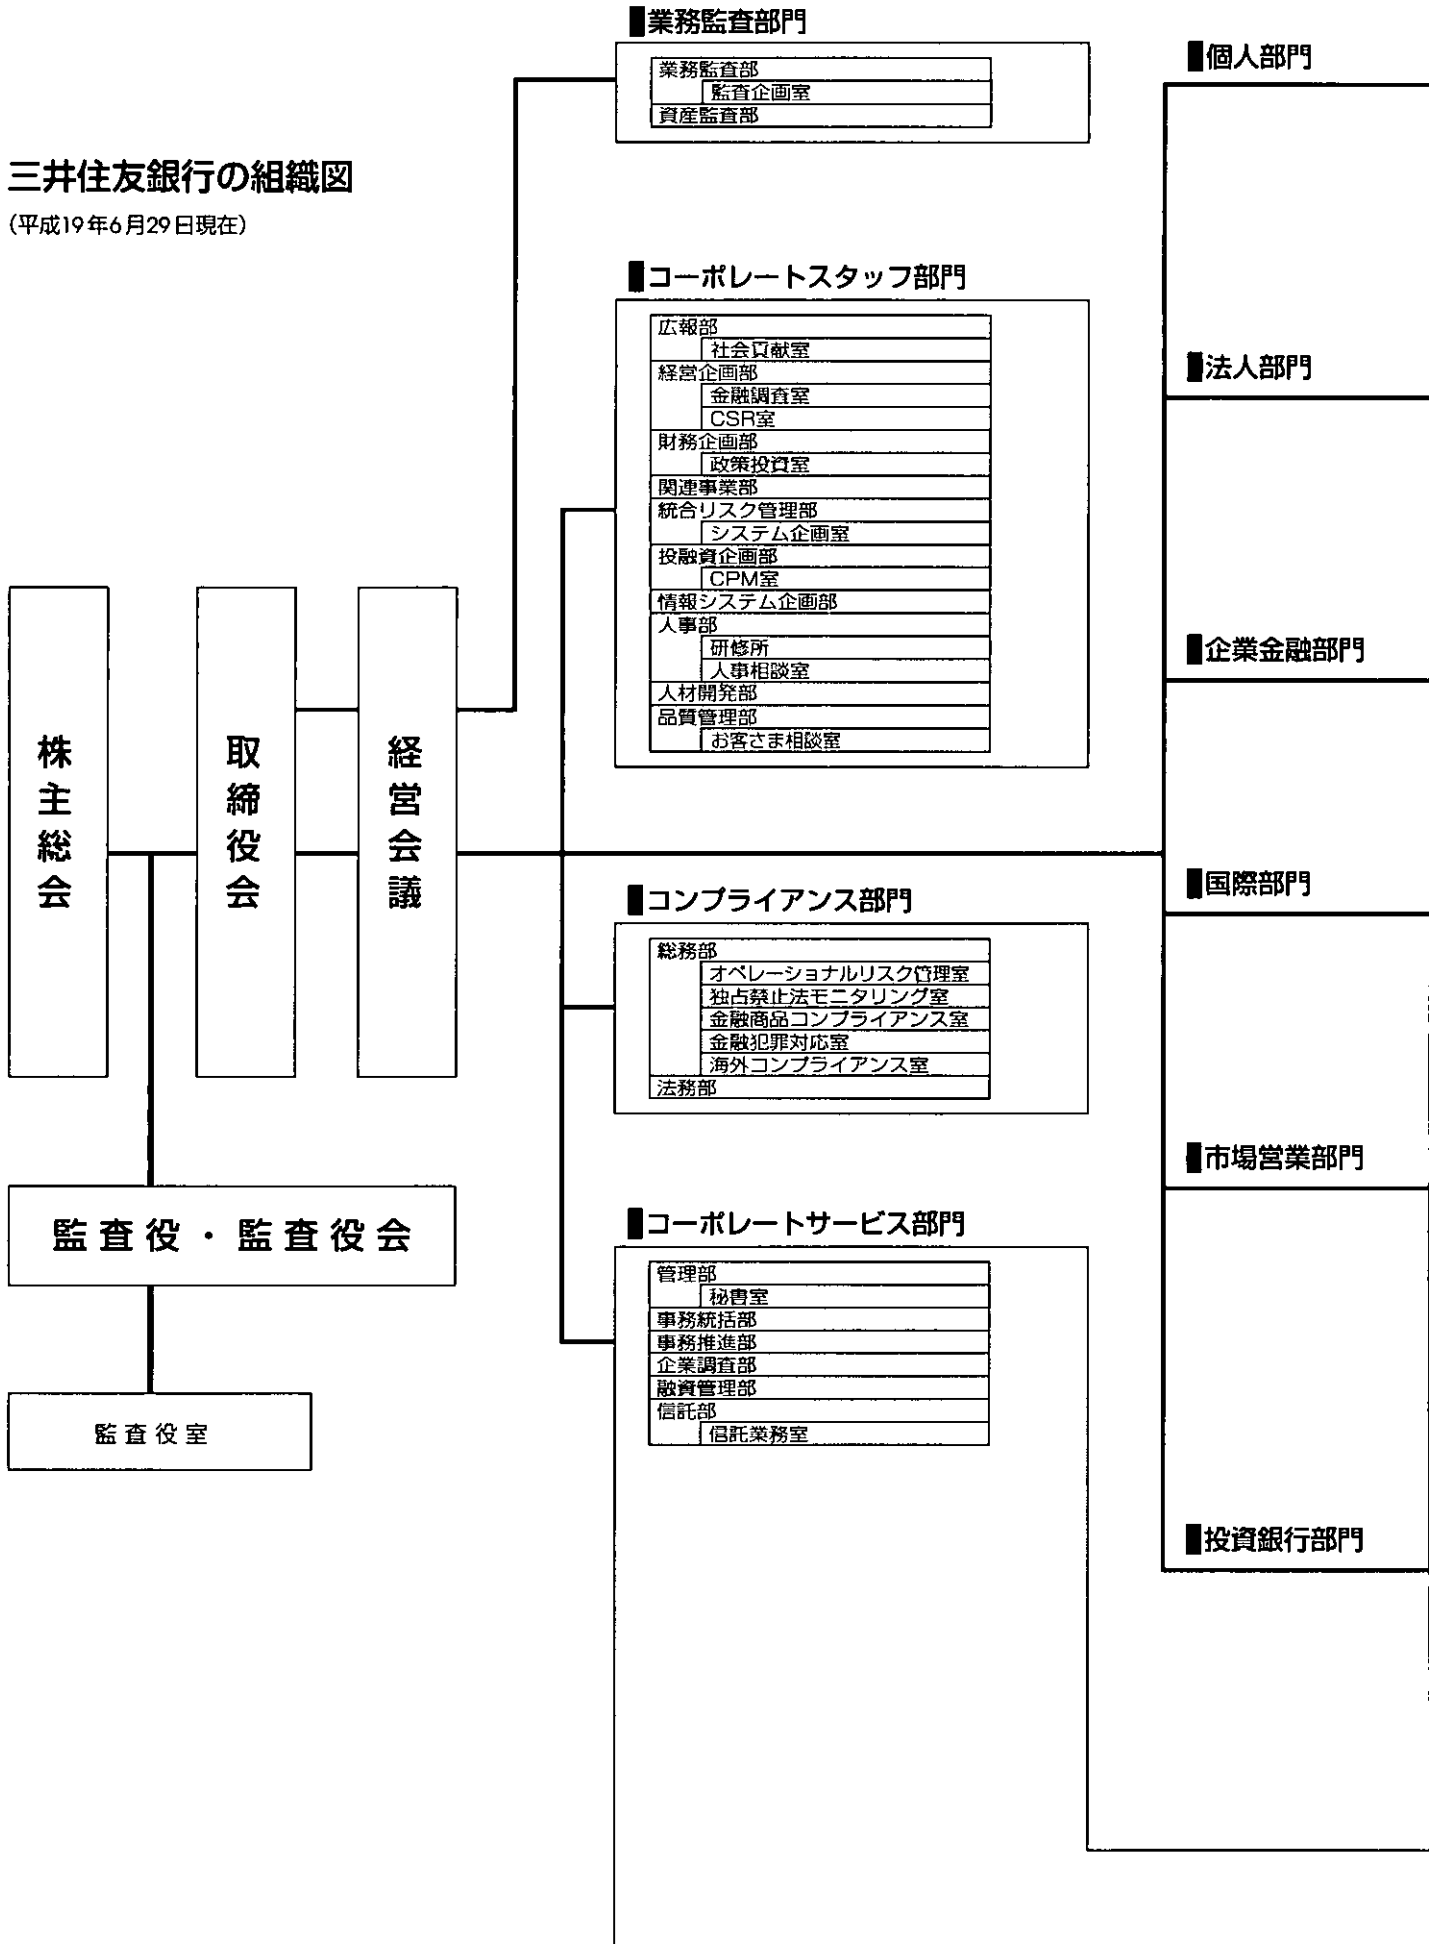 三井住友銀行の組織図
(平成19年6月29日現在)
株主総会
取締役会
経営会議
監査役・監査役会
監査役室
■業務監査部門
業務監査部
監査企画室
資産監査部
■コーポレートスタッフ部門
広報部
社会貢献室
経営企画部
金融調査室
CSR室
財務企画部
政策投資室
関連事業部
統合リスク管理部
システム企画室
投融資企画部
CPM室
情報システム企画部
人事部
研修所
人事相談室
人材開発部
品質管理部
お客さま相談室
■コンプライアンス部門
総務部
オペレーショナルリスク管理室
独占禁止法モニタリング室
金融商品コンプライアンス室
金融犯罪対応室
海外コンプライアンス室
法務部
■コーポレートサービス部門
管理部
秘書室
事務統括部
事務推進部
企業調査部
融資管理部
信託部
信託業務室
■個人部門
■法人部門
■企業金融部門
■国際部門
■市場営業部門
■投資銀行部門